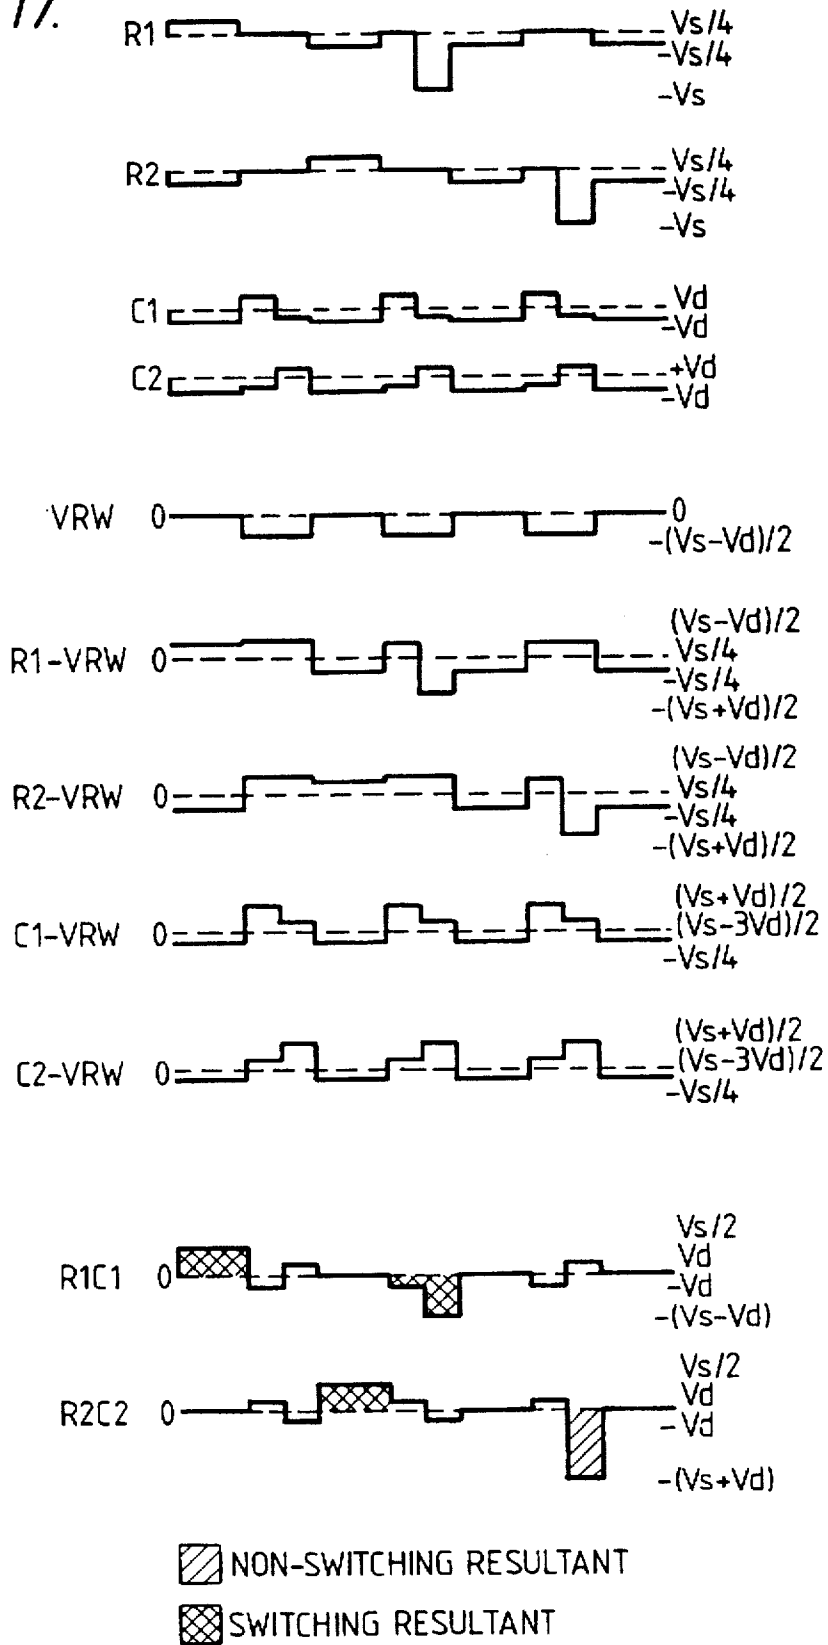 17.
R1
Vs/4
-Vs/4
-Vs
R2
Vs/4
-Vs/4
-Vs
C1
Vd
-Vd
C2
+Vd
-Vd
VRW 0 0
-(Vs-Vd)/2
(Vs-Vd)/2
R1-VRW 0 Vs/4
-Vs/4
-(Vs+Vd)/2
(Vs-Vd)/2
R2-VRW 0 Vs/4
-Vs/4
-(Vs+Vd)/2
(Vs+Vd)/2
C1-VRW 0 (Vs-3Vd)/2
-Vs/4
(Vs+Vd)/2
C2-VRW 0 (Vs-3Vd)/2
-Vs/4
Vs/2
Vd
R1C1 0 -Vd
-(Vs-Vd)
Vs/2
Vd
R2C2 0 -Vd
-(Vs+Vd)
NON-SWITCHING RESULTANT
SWITCHING RESULTANT